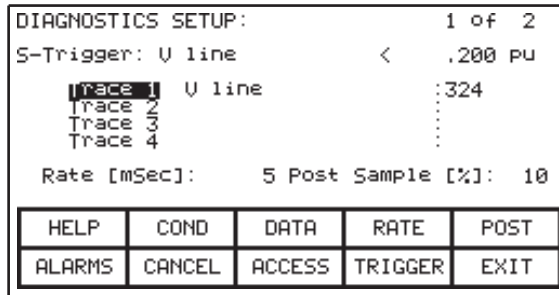 DIAGNOSTICS SETUP: 1 of 2
S-Trigger: V line < .200 pu
Trace 1 V line :324
Trace 2 :
Trace 3 :
Trace 4 :
Rate [mSec]: 5 Post Sample [%]: 10
HELP COND DATA RATE POST
ALARMS CANCEL ACCESS TRIGGER EXIT